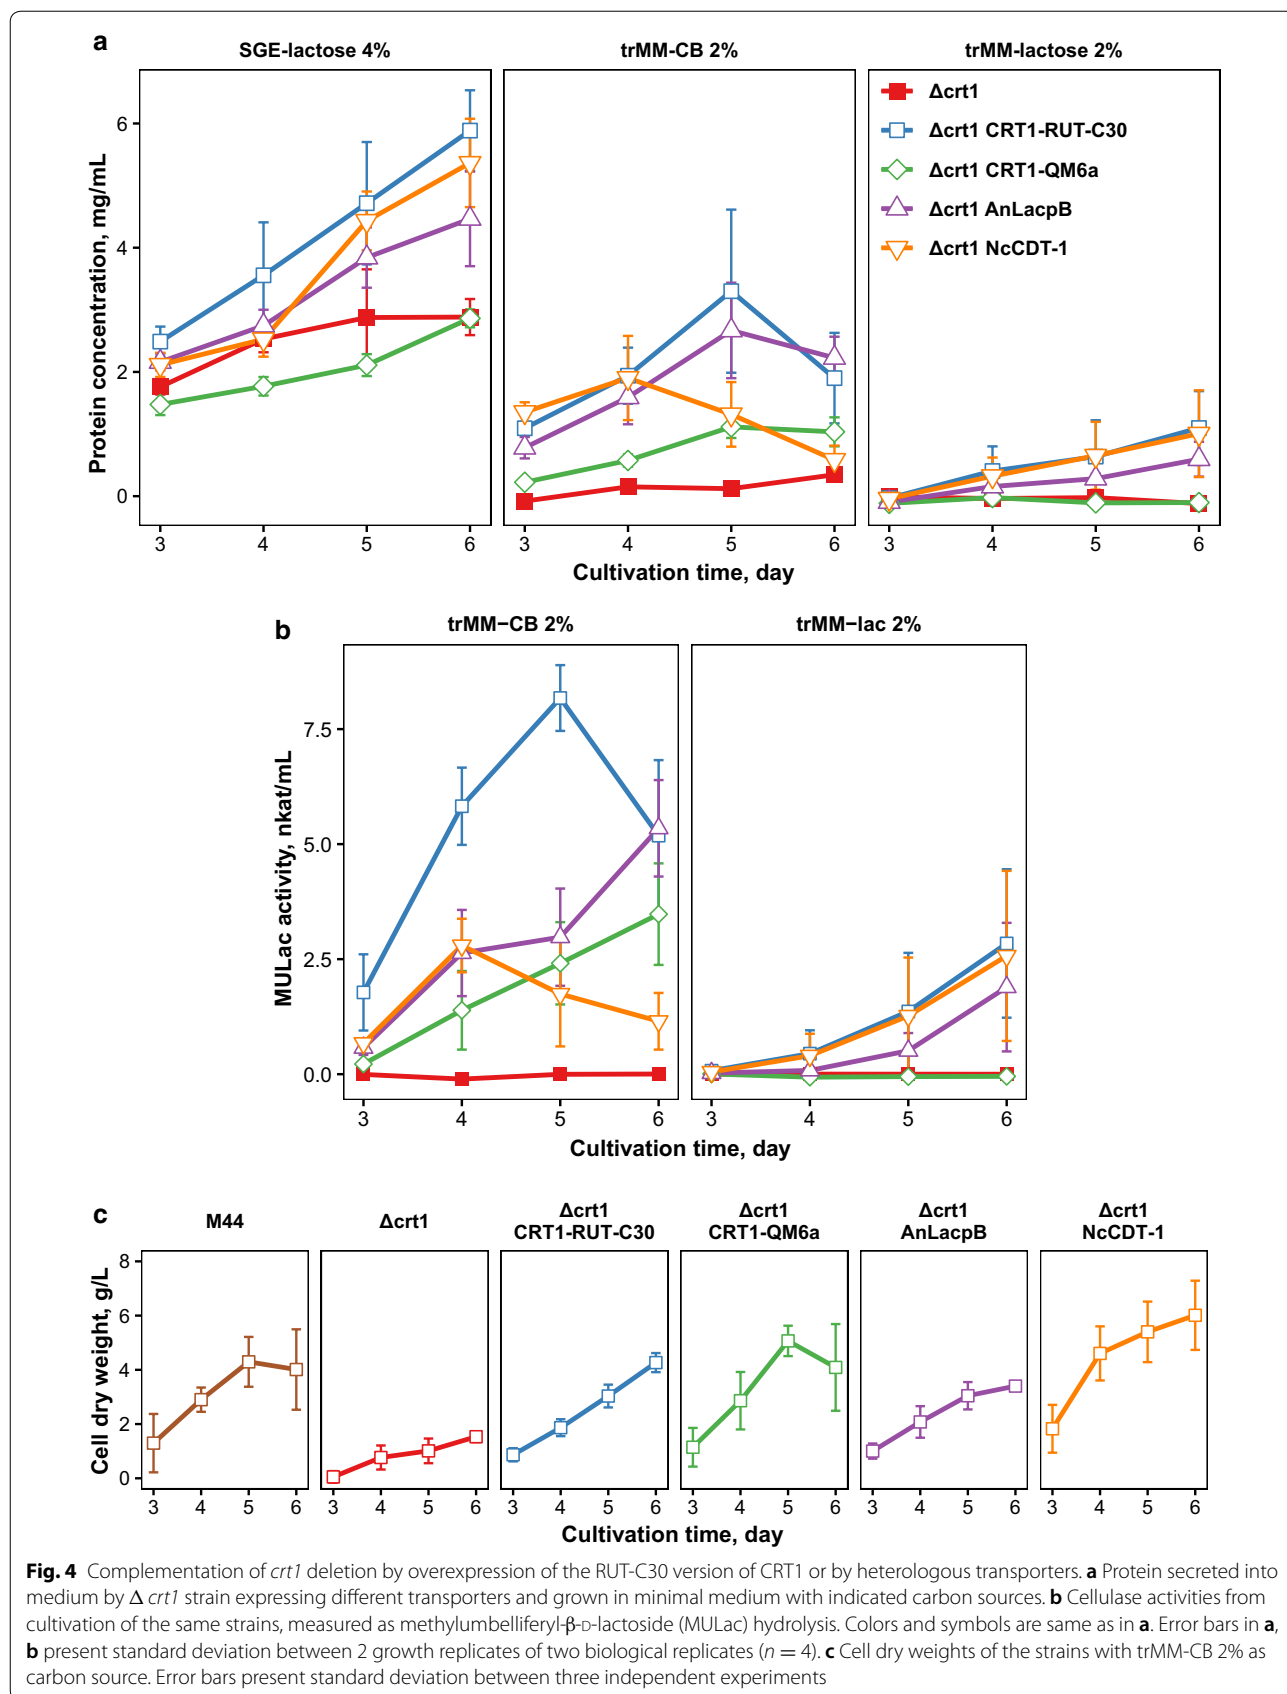 a
SGE-lactose 4%
trMM-CB 2%
trMM-lactose 2%
Protein concentration, mg/mL
6
4
2
0
Δcrt1
Δcrt1 CRT1-RUT-C30
Δcrt1 CRT1-QM6a
Δcrt1 AnLacpB
Δcrt1 NcCDT-1
3 4 5 6
3 4 5 6
3 4 5 6
Cultivation time, day
b
trMM−CB 2%
trMM−lac 2%
MULac activity, nkat/mL
7.5
5.0
2.5
0.0
3 4 5 6
3 4 5 6
Cultivation time, day
c
M44
Δcrt1
Δcrt1
CRT1-RUT-C30
Δcrt1
CRT1-QM6a
Δcrt1
AnLacpB
Δcrt1
NcCDT-1
Cell dry weight, g/L
8
6
4
2
0
3 4 5 6
3 4 5 6
3 4 5 6
3 4 5 6
3 4 5 6
3 4 5 6
Cultivation time, day
Fig. 4 Complementation of crt1 deletion by overexpression of the RUT-C30 version of CRT1 or by heterologous transporters. a Protein secreted into
medium by Δ crt1 strain expressing different transporters and grown in minimal medium with indicated carbon sources. b Cellulase activities from
cultivation of the same strains, measured as methylumbelliferyl-β-D-lactoside (MULac) hydrolysis. Colors and symbols are same as in a. Error bars in a,
b present standard deviation between 2 growth replicates of two biological replicates (n = 4). c Cell dry weights of the strains with trMM-CB 2% as
carbon source. Error bars present standard deviation between three independent experiments